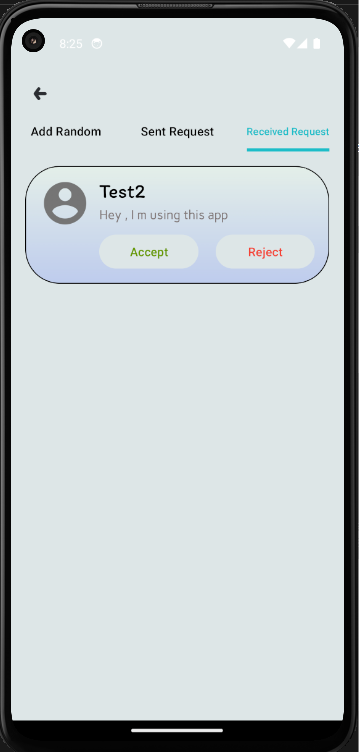 8:25
Add Random Sent Request Received Request
Test2
Hey , I m using this app
Accept Reject